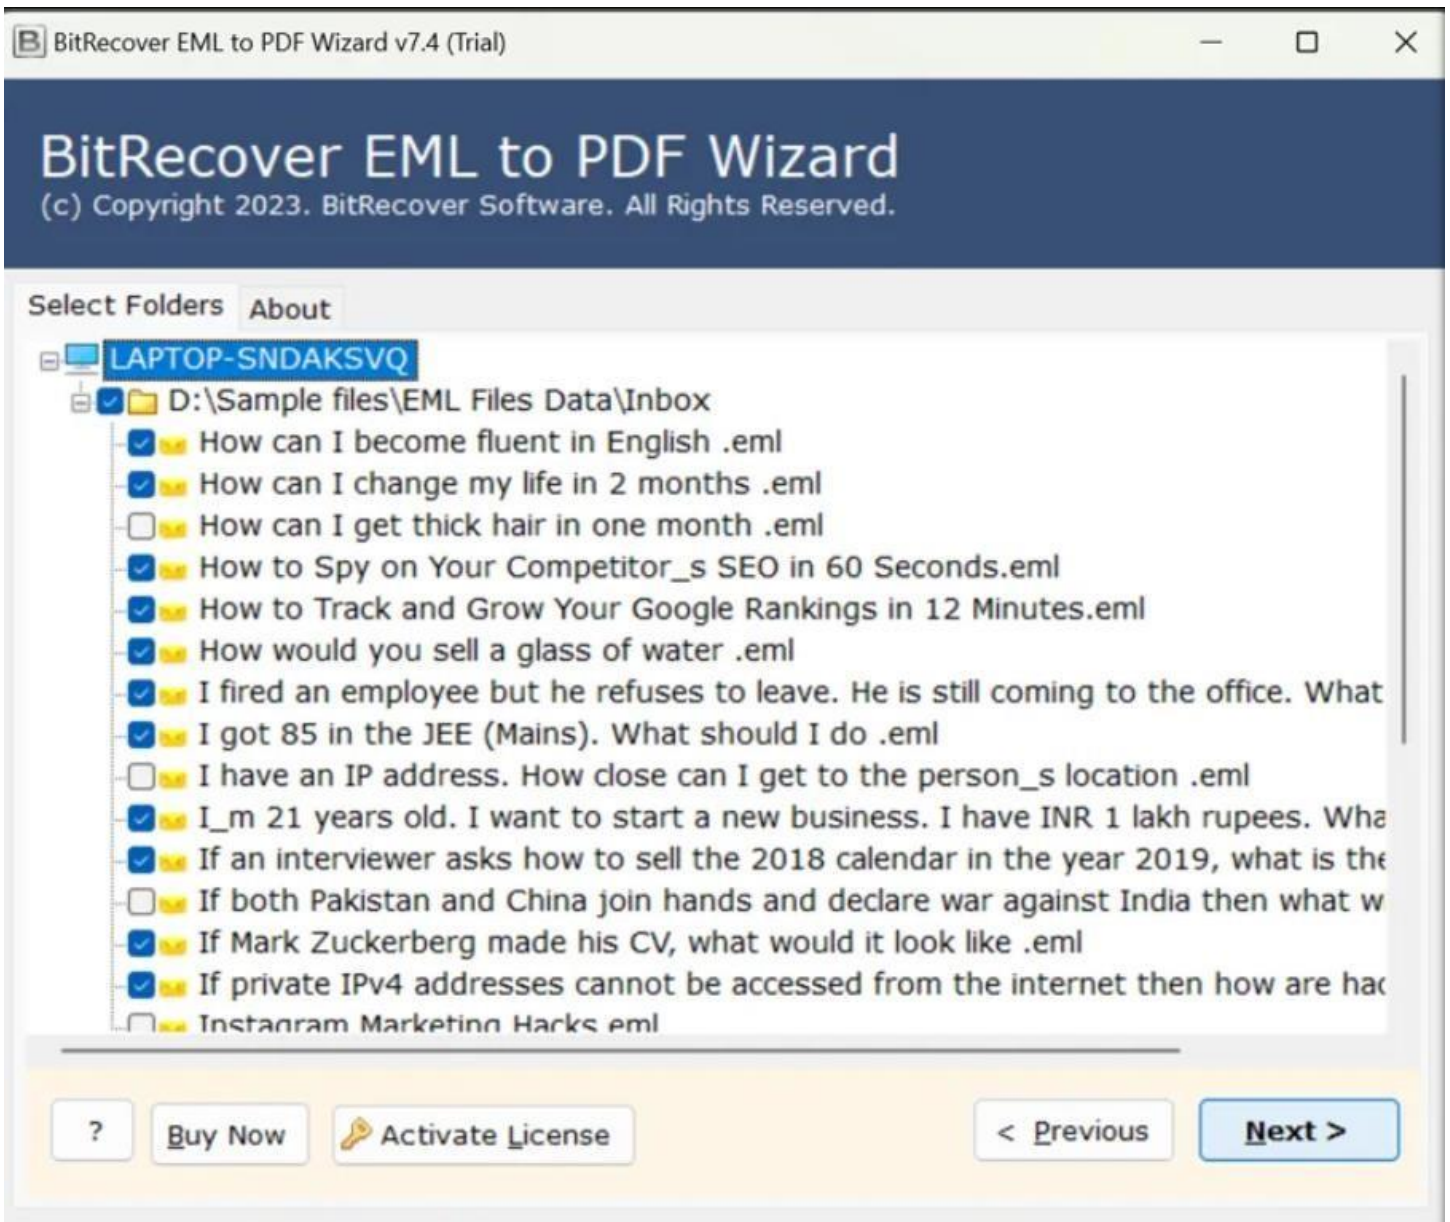 BitRecover EML to PDF Wizard v7.4 (Trial)
BitRecover EML to PDF Wizard
(c) Copyright 2023. BitRecover Software. All Rights Reserved.
Select Folders About
LAPTOP-SNDAKSVQ
D:\Sample files\EML Files Data\Inbox
How can I become fluent in English .eml
How can I change my life in 2 months .eml
How can I get thick hair in one month .eml
How to Spy on Your Competitor_s SEO in 60 Seconds.eml
How to Track and Grow Your Google Rankings in 12 Minutes.eml
How would you sell a glass of water .eml
I fired an employee but he refuses to leave. He is still coming to the office. What
I got 85 in the JEE (Mains). What should I do .eml
I have an IP address. How close can I get to the person_s location .eml
I_m 21 years old. I want to start a new business. I have INR 1 lakh rupees. Wha
If an interviewer asks how to sell the 2018 calendar in the year 2019, what is the
If both Pakistan and China join hands and declare war against India then what w
If Mark Zuckerberg made his CV, what would it look like .eml
If private IPv4 addresses cannot be accessed from the internet then how are hac
Instagram Marketing Hacks.eml
? Buy Now Activate License < Previous Next >